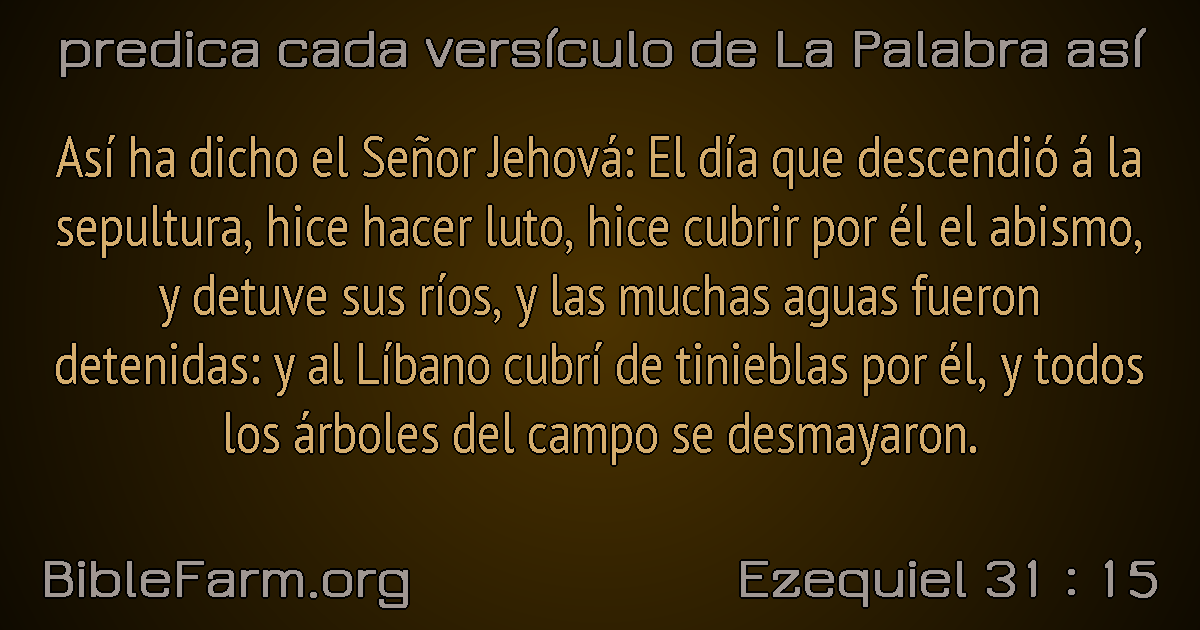 predica cada versículo de La Palabra así
Así ha dicho el Señor Jehová: El día que descendió á la
sepultura, hice hacer luto, hice cubrir por él el abismo,
y detuve sus ríos, y las muchas aguas fueron
detenidas: y al Líbano cubrí de tinieblas por él, y todos
los árboles del campo se desmayaron.
BibleFarm.org
Ezequiel 31 : 15